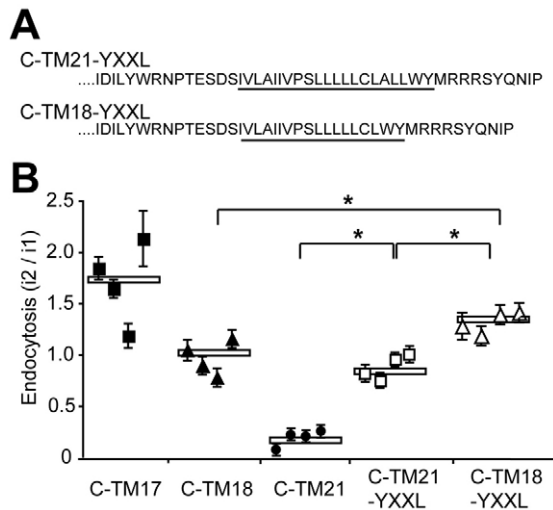 A
C-TM21-YXXL
....IDILYWRNPTESDSIVLAIIVPSLLLLLCLALLWYMRRRSYQNIP
C-TM18-YXXL
....IDILYWRNPTESDSIVLAIIVPSLLLLLCLWYMRRRSYQNIP
B
Endocytosis (i2 / i1)
2.5
2.0
1.5
1.0
0.5
0
*
*
*
C-TM17
C-TM18
C-TM21
C-TM21
-YXXL
C-TM18
-YXXL